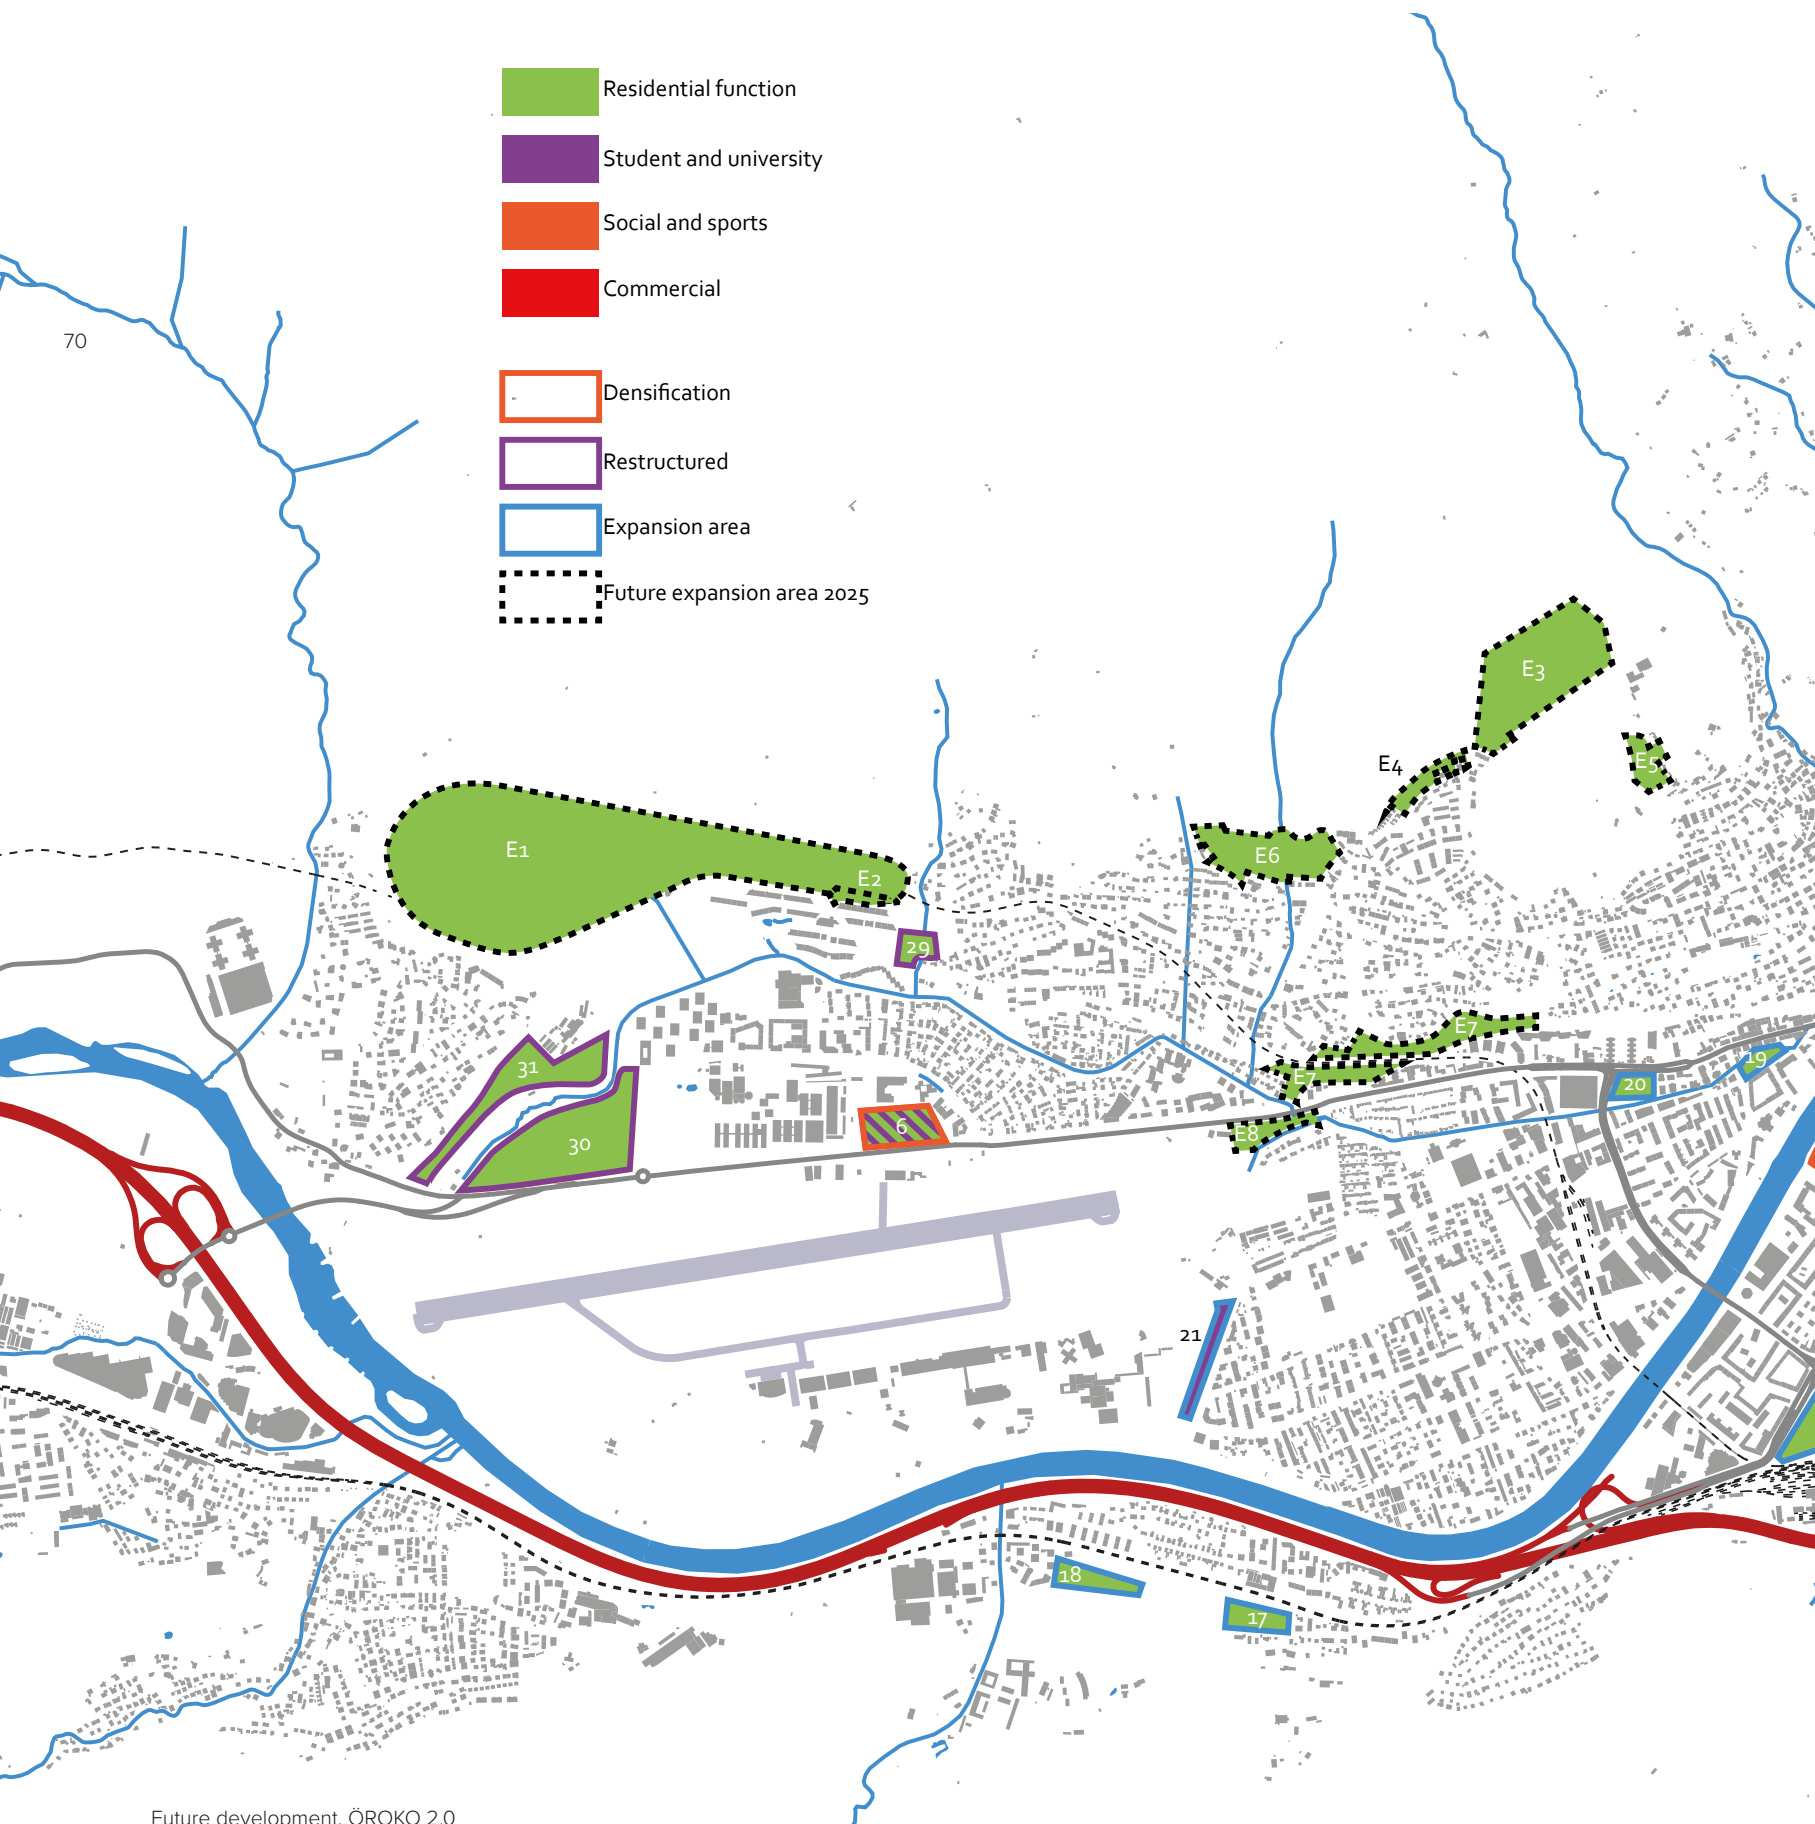 Residential function
Student and university
Social and sports
Commercial
70
Densification
Restructured
Expansion area
Future expansion area 2025
E3
E4
E5
E1
E6
E2
29
E7
31
E7
19
20
30
6
E8
21
18
17
Future development, ÖROKO 2.0